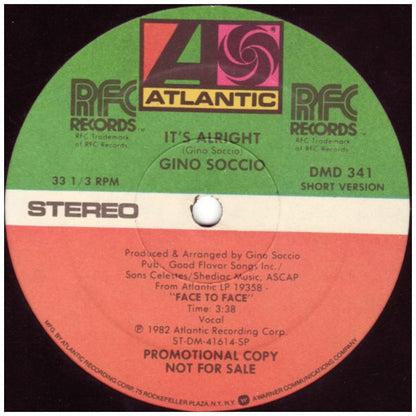 RFC
RECORDS™
RFC Trademark
of RFC Records.
A
ATLANTIC
RFC
RECORDS™
RFC Trademark
of RFC Records.
IT'S ALRIGHT
(Gino Soccio)
GINO SOCCIO
33 1/3 RPM
DMD 341
SHORT VERSION
STEREO
Produced & Arranged by Gino Soccio
Pub., Good Flavor Songs Inc./
Sons Celestes/Shediac Music, ASCAP
From Atlantic LP 19358 -
"FACE TO FACE"
Time: 3:38
Vocal
℗ 1982 Atlantic Recording Corp.
ST-DM-41614-SP
PROMOTIONAL COPY
NOT FOR SALE
MFG. BY ATLANTIC RECORDING CORP., 75 ROCKEFELLER PLAZA, N.Y. N.Y. A WARNER COMMUNICATIONS COMPANY